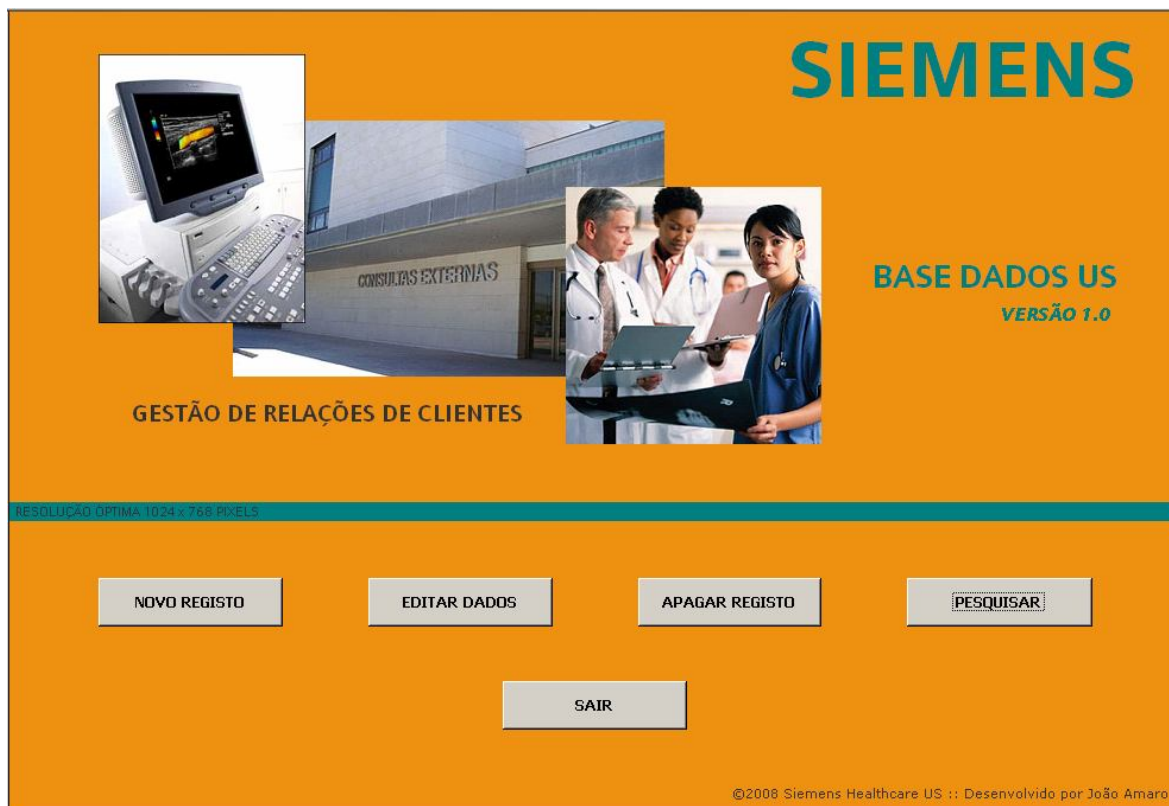 SIEMENS
CONSULTAS EXTERNAS
BASE DADOS US
VERSÃO 1.0
GESTÃO DE RELAÇÕES DE CLIENTES
RESOLUÇÃO ÓPTIMA 1024 x 768 PIXELS
NOVO REGISTO
EDITAR DADOS
APAGAR REGISTO
PESQUISAR
SAIR
©2008 Siemens Healthcare US :: Desenvolvido por João Amaro